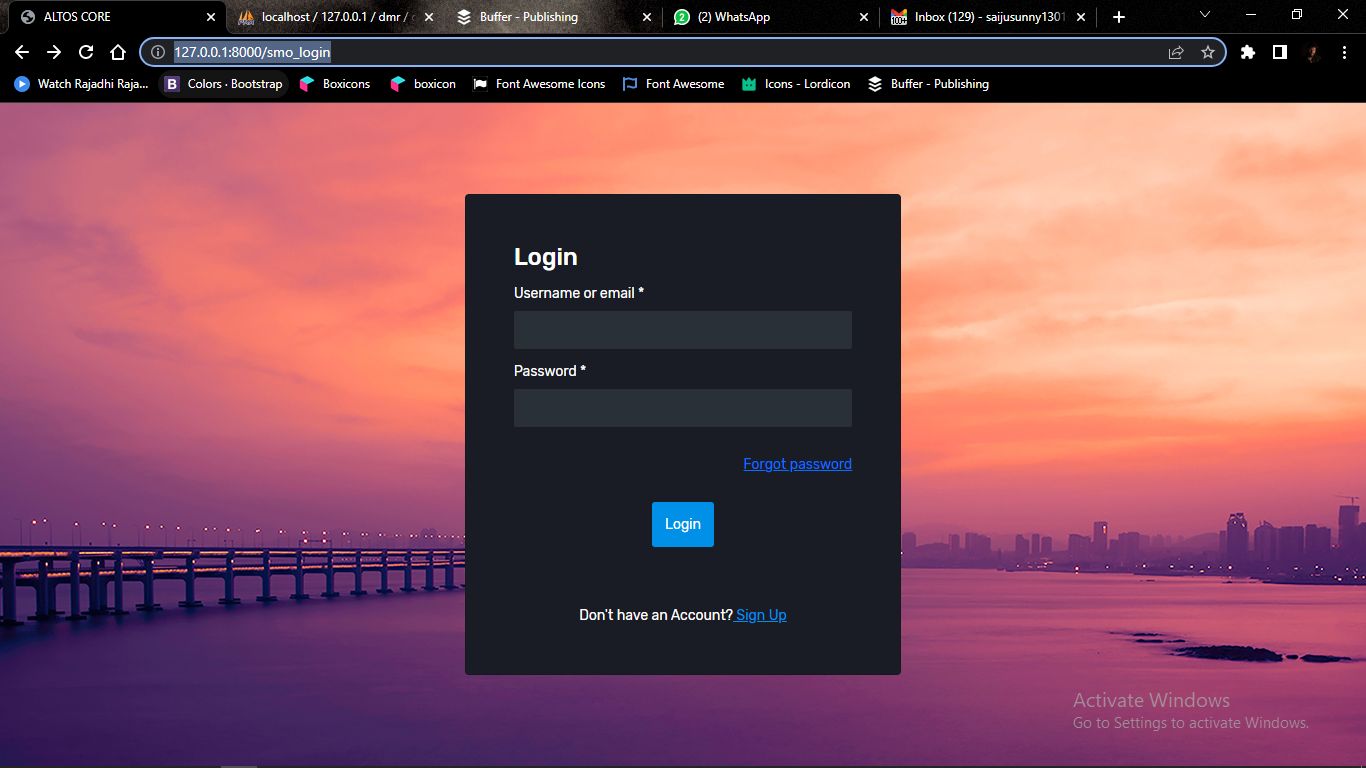 ALTOS CORE
localhost / 127.0.0.1 / dmr /
Buffer - Publishing
(2) WhatsApp
Inbox (129) - saijusunny1301
127.0.0.1:8000/smo_login
Watch Rajadhi Raja...
B Colors · Bootstrap
Boxicons
boxicon
Font Awesome Icons
Font Awesome
Icons - Lordicon
Buffer - Publishing
Login
Username or email *
Password *
Forgot password
Login
Don't have an Account? Sign Up
Activate Windows
Go to Settings to activate Windows.